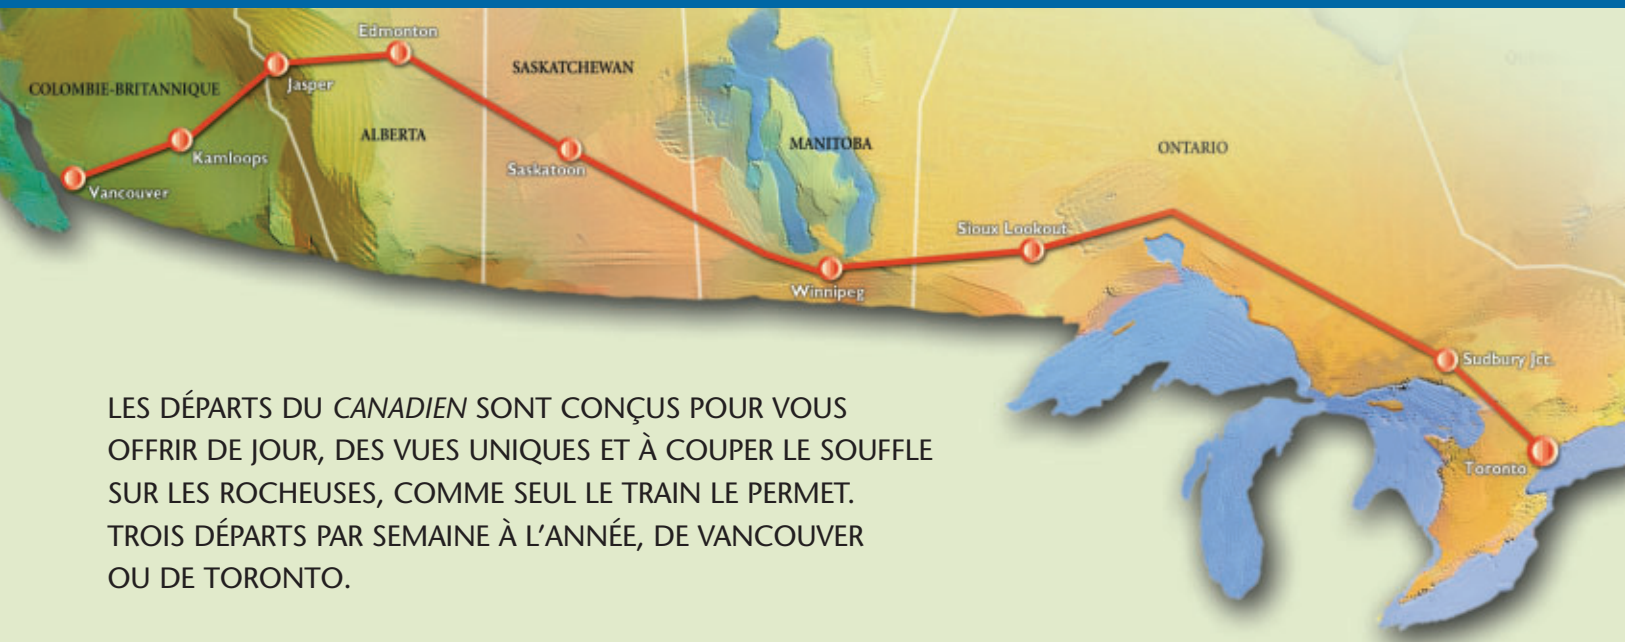 Edmonton
SASKATCHEWAN
COLOMBIE-BRITANNIQUE
Jasper
ALBERTA
MANITOBA
ONTARIO
Kamloops
Saskatoon
Vancouver
Sioux Lookout
Winnipeg
Sudbury Jct.
Toronto
LES DÉPARTS DU CANADIEN SONT CONÇUS POUR VOUS
OFFRIR DE JOUR, DES VUES UNIQUES ET À COUPER LE SOUFFLE
SUR LES ROCHEUSES, COMME SEUL LE TRAIN LE PERMET.
TROIS DÉPARTS PAR SEMAINE À L’ANNÉE, DE VANCOUVER
OU DE TORONTO.